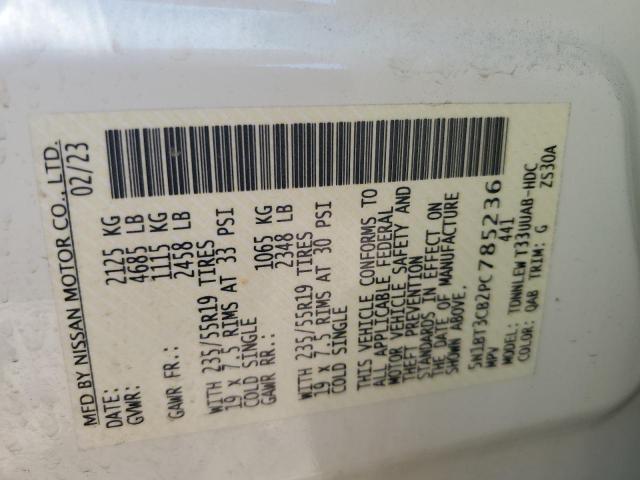 MFD BY NISSAN MOTOR CO., LTD.
DATE: 02/23
GVWR: 2125 KG
4685 LB
GAWR FR.: 1115 KG
2458 LB
WITH 235/55R19 TIRES
19 X 7.5 RIMS AT 33 PSI
COLD SINGLE
GAWR RR.: 1065 KG
2348 LB
WITH 235/55R19 TIRES
19 X 7.5 RIMS AT 30 PSI
COLD SINGLE
THIS VEHICLE CONFORMS TO
ALL APPLICABLE FEDERAL
MOTOR VEHICLE SAFETY AND
THEFT PREVENTION
STANDARDS IN EFFECT ON
THE DATE OF MANUFACTURE
SHOWN ABOVE.
5N1BT3CB2PC785236
MPV 441
MODEL: TDNNLEW T33UUAB-HDC
COLOR: QAB TRIM: G ZS30A